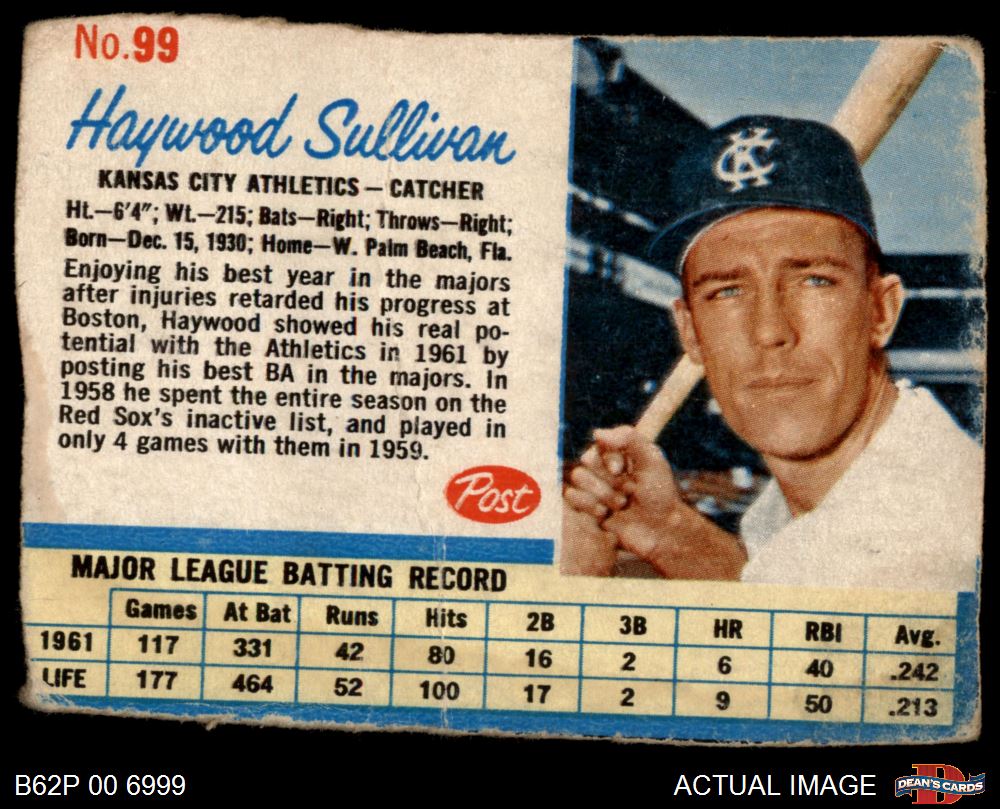 No.99
Haywood Sullivan
KANSAS CITY ATHLETICS — CATCHER
Ht.—6'4"; Wt.—215; Bats—Right; Throws—Right;
Born—Dec. 15, 1930; Home—W. Palm Beach, Fla.
Enjoying his best year in the majors
after injuries retarded his progress at
Boston, Haywood showed his real po-
tential with the Athletics in 1961 by
posting his best BA in the majors. In
1958 he spent the entire season on the
Red Sox's inactive list, and played in
only 4 games with them in 1959.
Post
KC
MAJOR LEAGUE BATTING RECORD
Games At Bat Runs Hits 2B 3B HR RBI Avg.
1961 117 331 42 80 16 2 6 40 .242
LIFE 177 464 52 100 17 2 9 50 .213
B62P 00 6999
ACTUAL IMAGE
D
DEAN'S CARDS